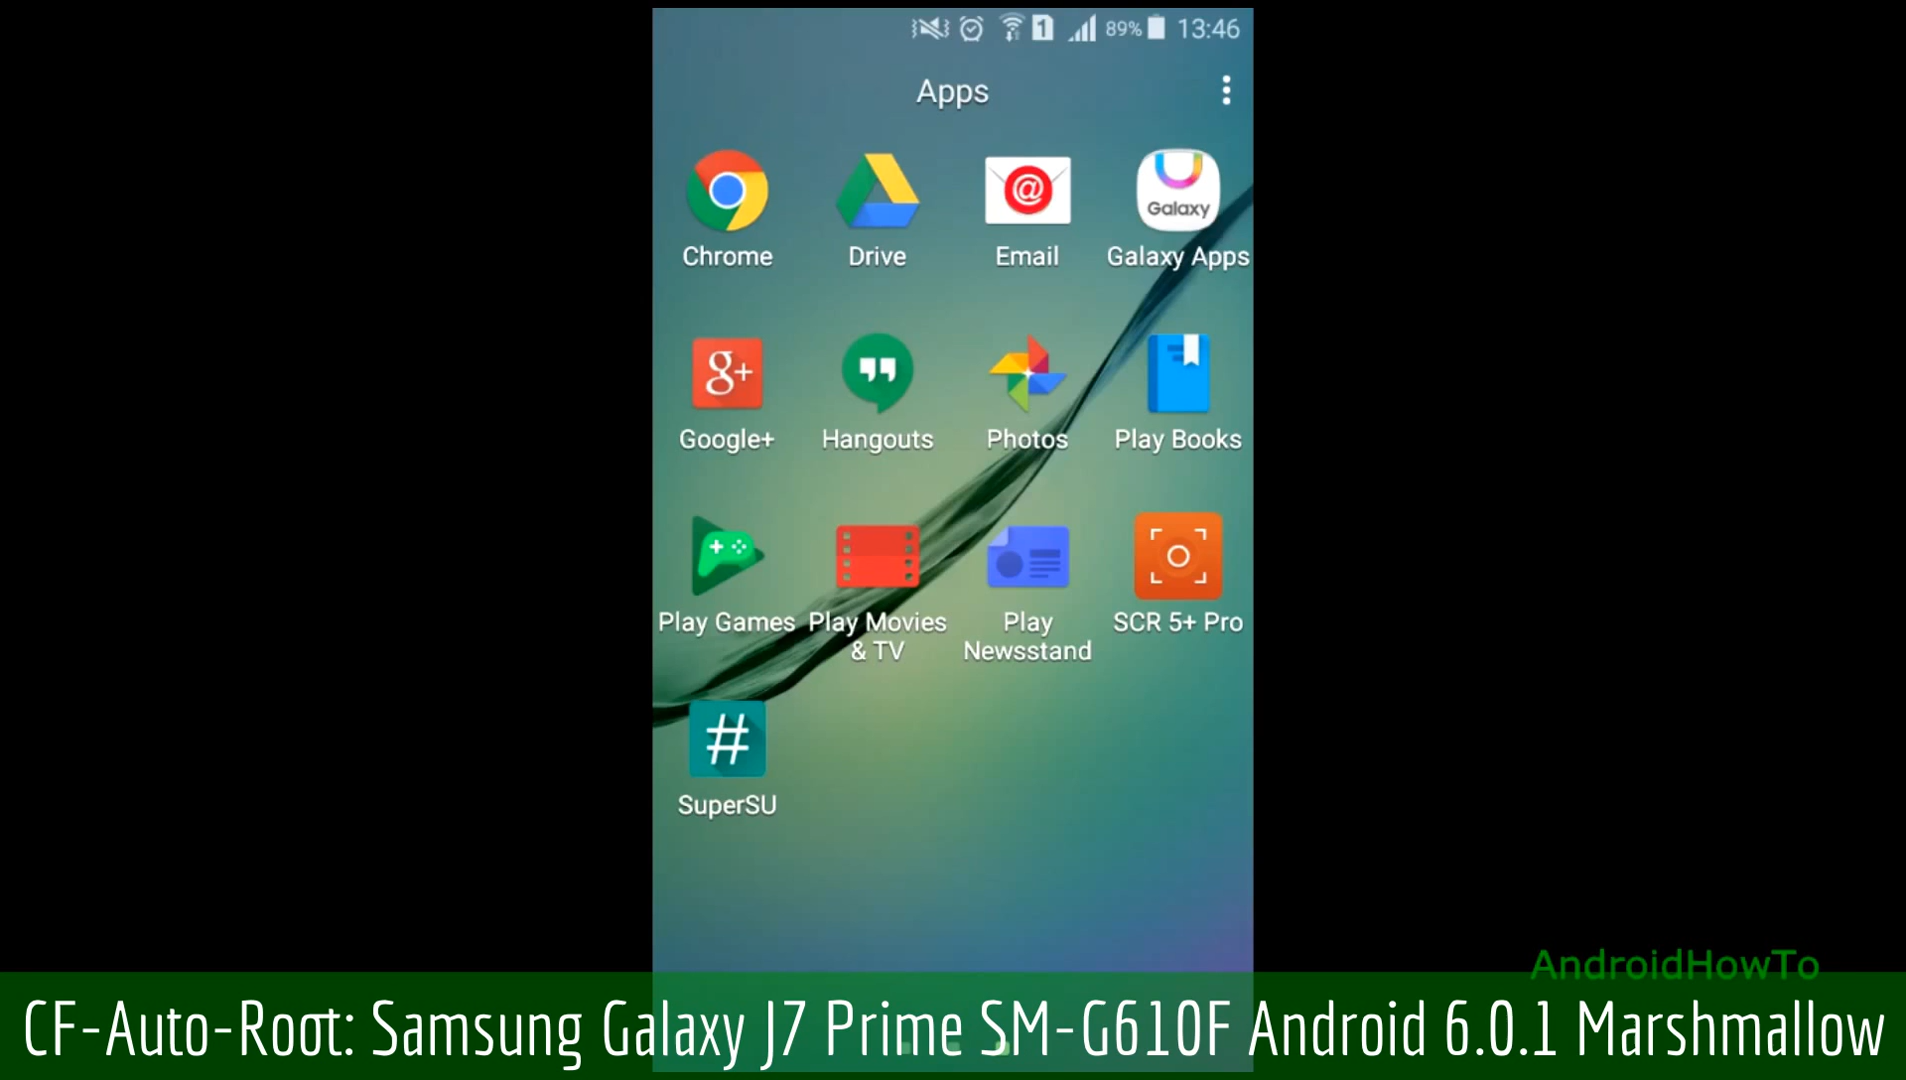 1 89% 13:46
Apps
Galaxy
Chrome Drive Email Galaxy Apps
g+
Google+ Hangouts Photos Play Books
Play Games Play Movies & TV Play Newsstand SCR 5+ Pro
#
SuperSU
AndroidHowTo
CF-Auto-Root: Samsung Galaxy J7 Prime SM-G610F Android 6.0.1 Marshmallow